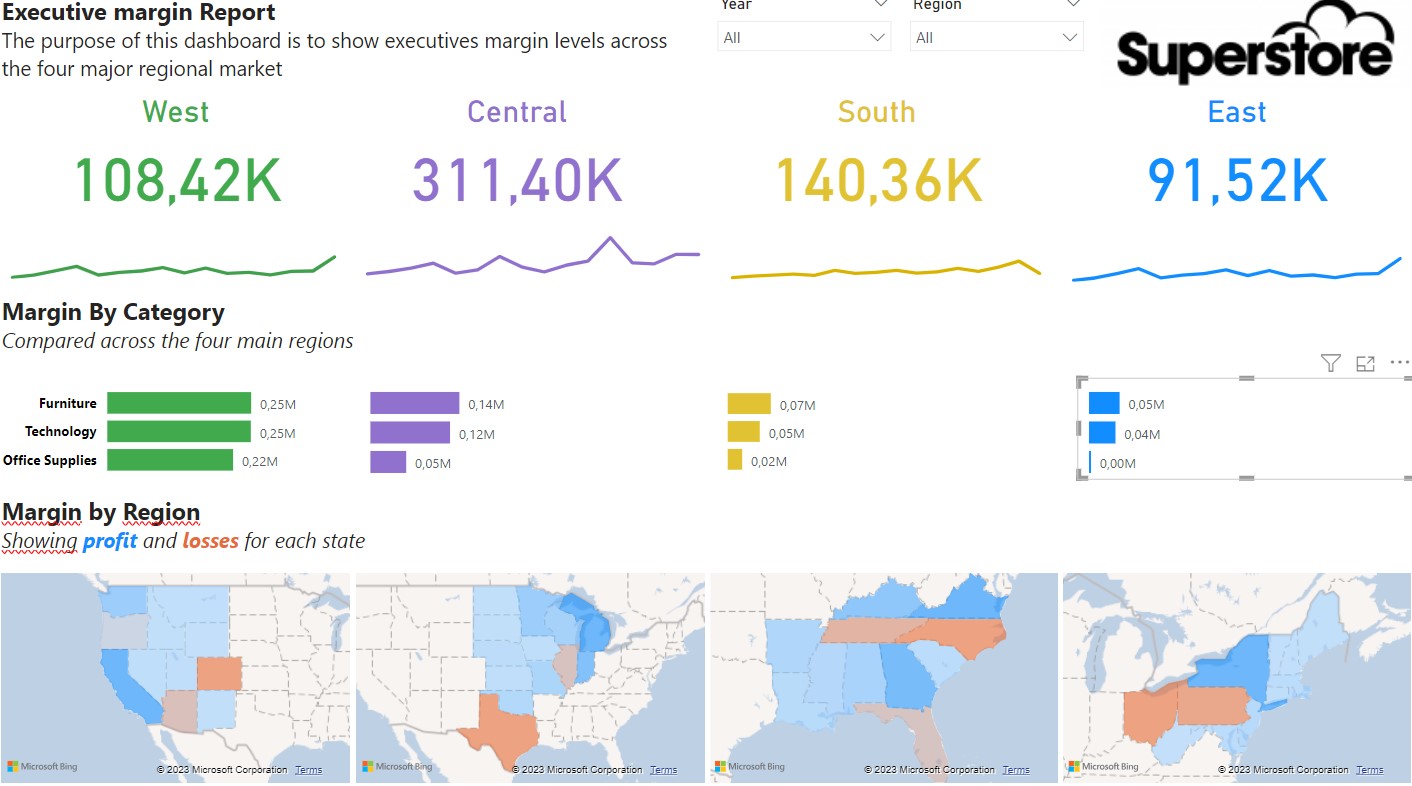 Executive margin Report
The purpose of this dashboard is to show executives margin levels across
the four major regional market
Year
Region
All
All
Superstore
West
Central
South
East
108,42K
311,40K
140,36K
91,52K
Margin By Category
Compared across the four main regions
Furniture
0,25M
0,14M
0,07M
0,05M
Technology
0,25M
0,12M
0,05M
0,04M
Office Supplies
0,22M
0,05M
0,02M
0,00M
Margin by Region
Showing profit and losses for each state
Microsoft Bing
© 2023 Microsoft Corporation Terms
Microsoft Bing
© 2023 Microsoft Corporation Terms
Microsoft Bing
© 2023 Microsoft Corporation Terms
Microsoft Bing
© 2023 Microsoft Corporation Terms